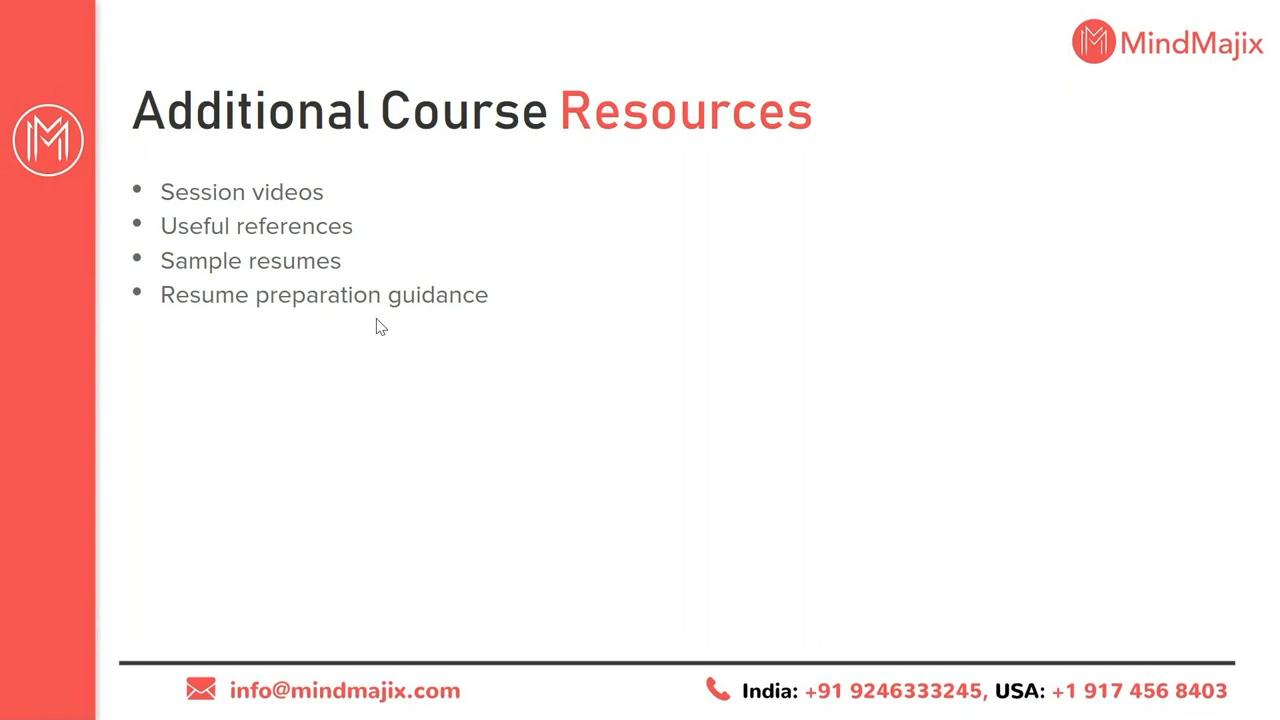 MindMajix
Additional Course Resources
• Session videos
• Useful references
• Sample resumes
• Resume preparation guidance
info@mindmajix.com
India: +91 9246333245, USA: +1 917 456 8403